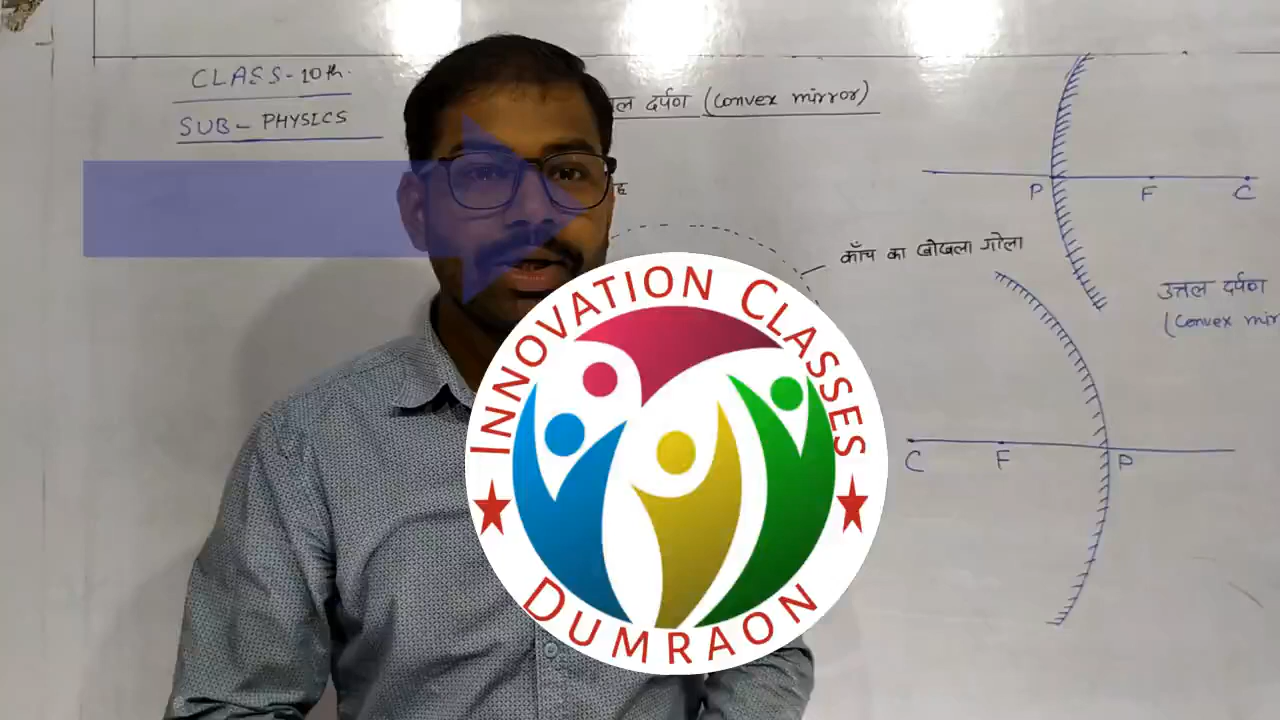 CLASS-10th.
SUB- PHYSICS
दर्पण (Convex mirror)
काँच का खोखला गोला
P F C
उत्तल दर्पण
(Convex
C F P
INNOVATION CLASSES
DUMRAON